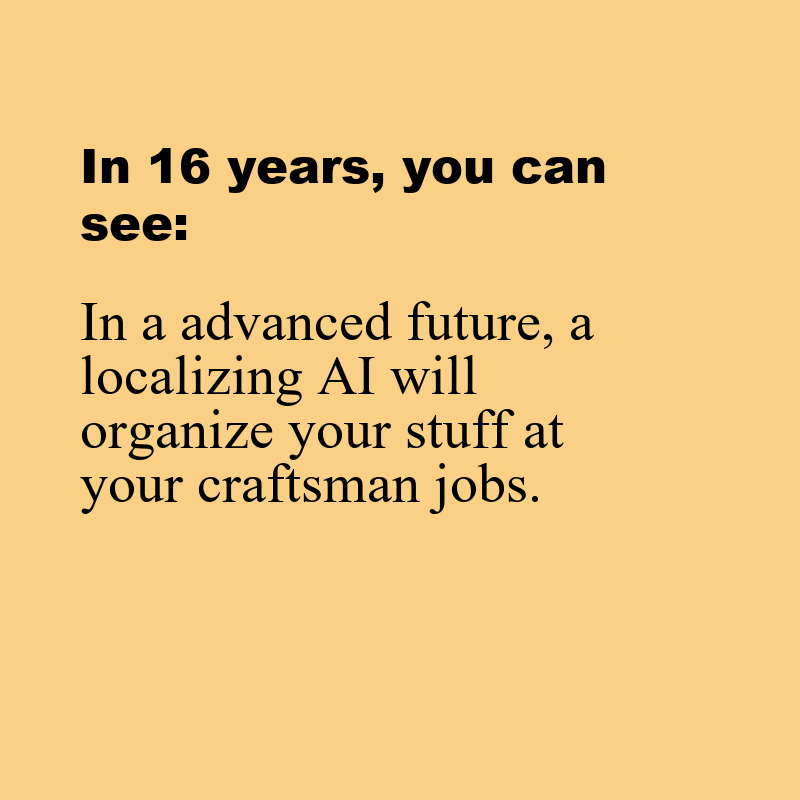 In 16 years, you can
see:
In a advanced future, a
localizing AI will
organize your stuff at
your craftsman jobs.